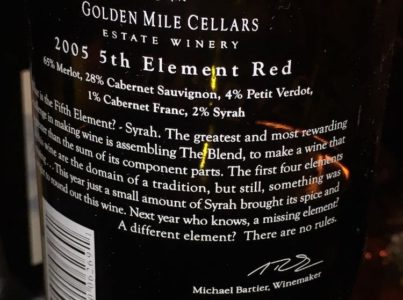 GOLDEN MILE CELLARS
ESTATE WINERY
2005 5th Element Red
65% Merlot, 28% Cabernet Sauvignon, 4% Petit Verdot,
1% Cabernet Franc, 2% Syrah
is the Fifth Element? - Syrah. The greatest and most rewarding
in making wine is assembling The Blend, to make a wine that
than the sum of its component parts. The first four elements
wine are the domain of a tradition, but still, something was
... This year just a small amount of Syrah brought its spice and
to round out this wine. Next year who knows, a missing element?
A different element? There are no rules.
Michael Bartier, Winemaker